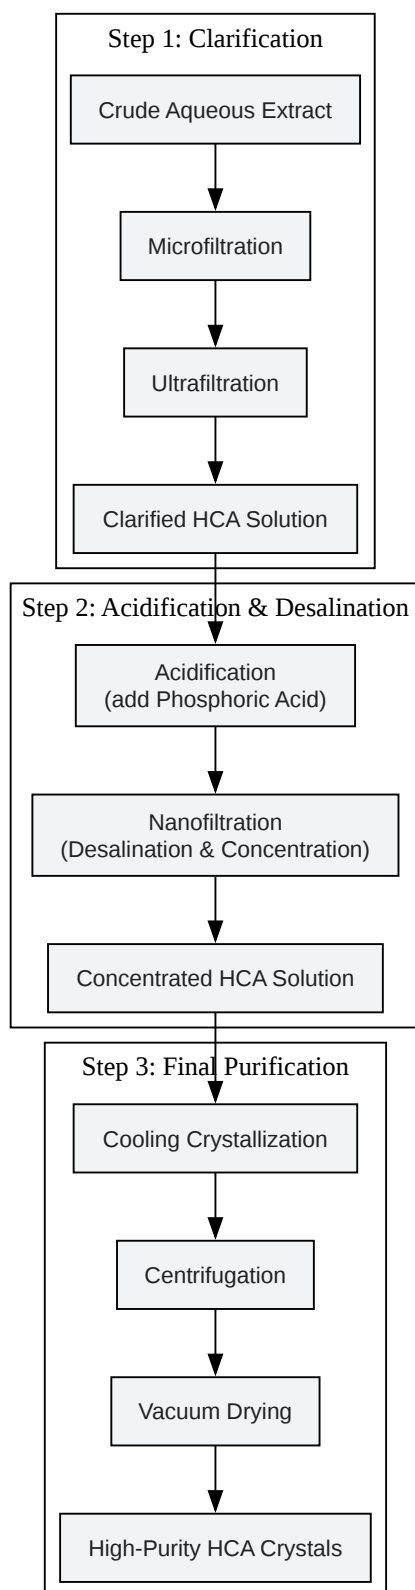 Step 1: Clarification
Crude Aqueous Extract
Microfiltration
Ultrafiltration
Clarified HCA Solution
Step 2: Acidification & Desalination
Acidification
(add Phosphoric Acid)
Nanofiltration
(Desalination & Concentration)
Concentrated HCA Solution
Step 3: Final Purification
Cooling Crystallization
Centrifugation
Vacuum Drying
High-Purity HCA Crystals